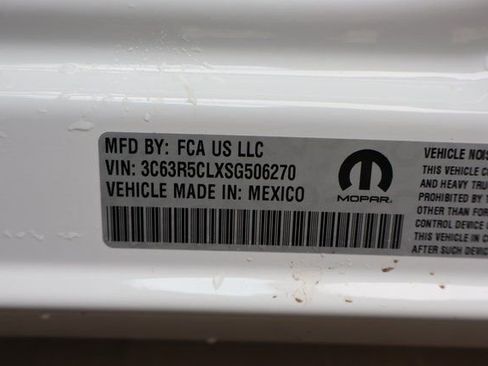 MFD BY: FCA US LLC
VIN: 3C63R5CLXSG506270
VEHICLE MADE IN: MEXICO
MOPAR
VEHICLE NOIS
THIS VEHICLE CO
AND HEAVY TRU
PROHIBITED BY T
OTHER THAN FOR
CONTROL DEVICE O
THIS VEHICLE IN C
AFTER SUCH DEVIC